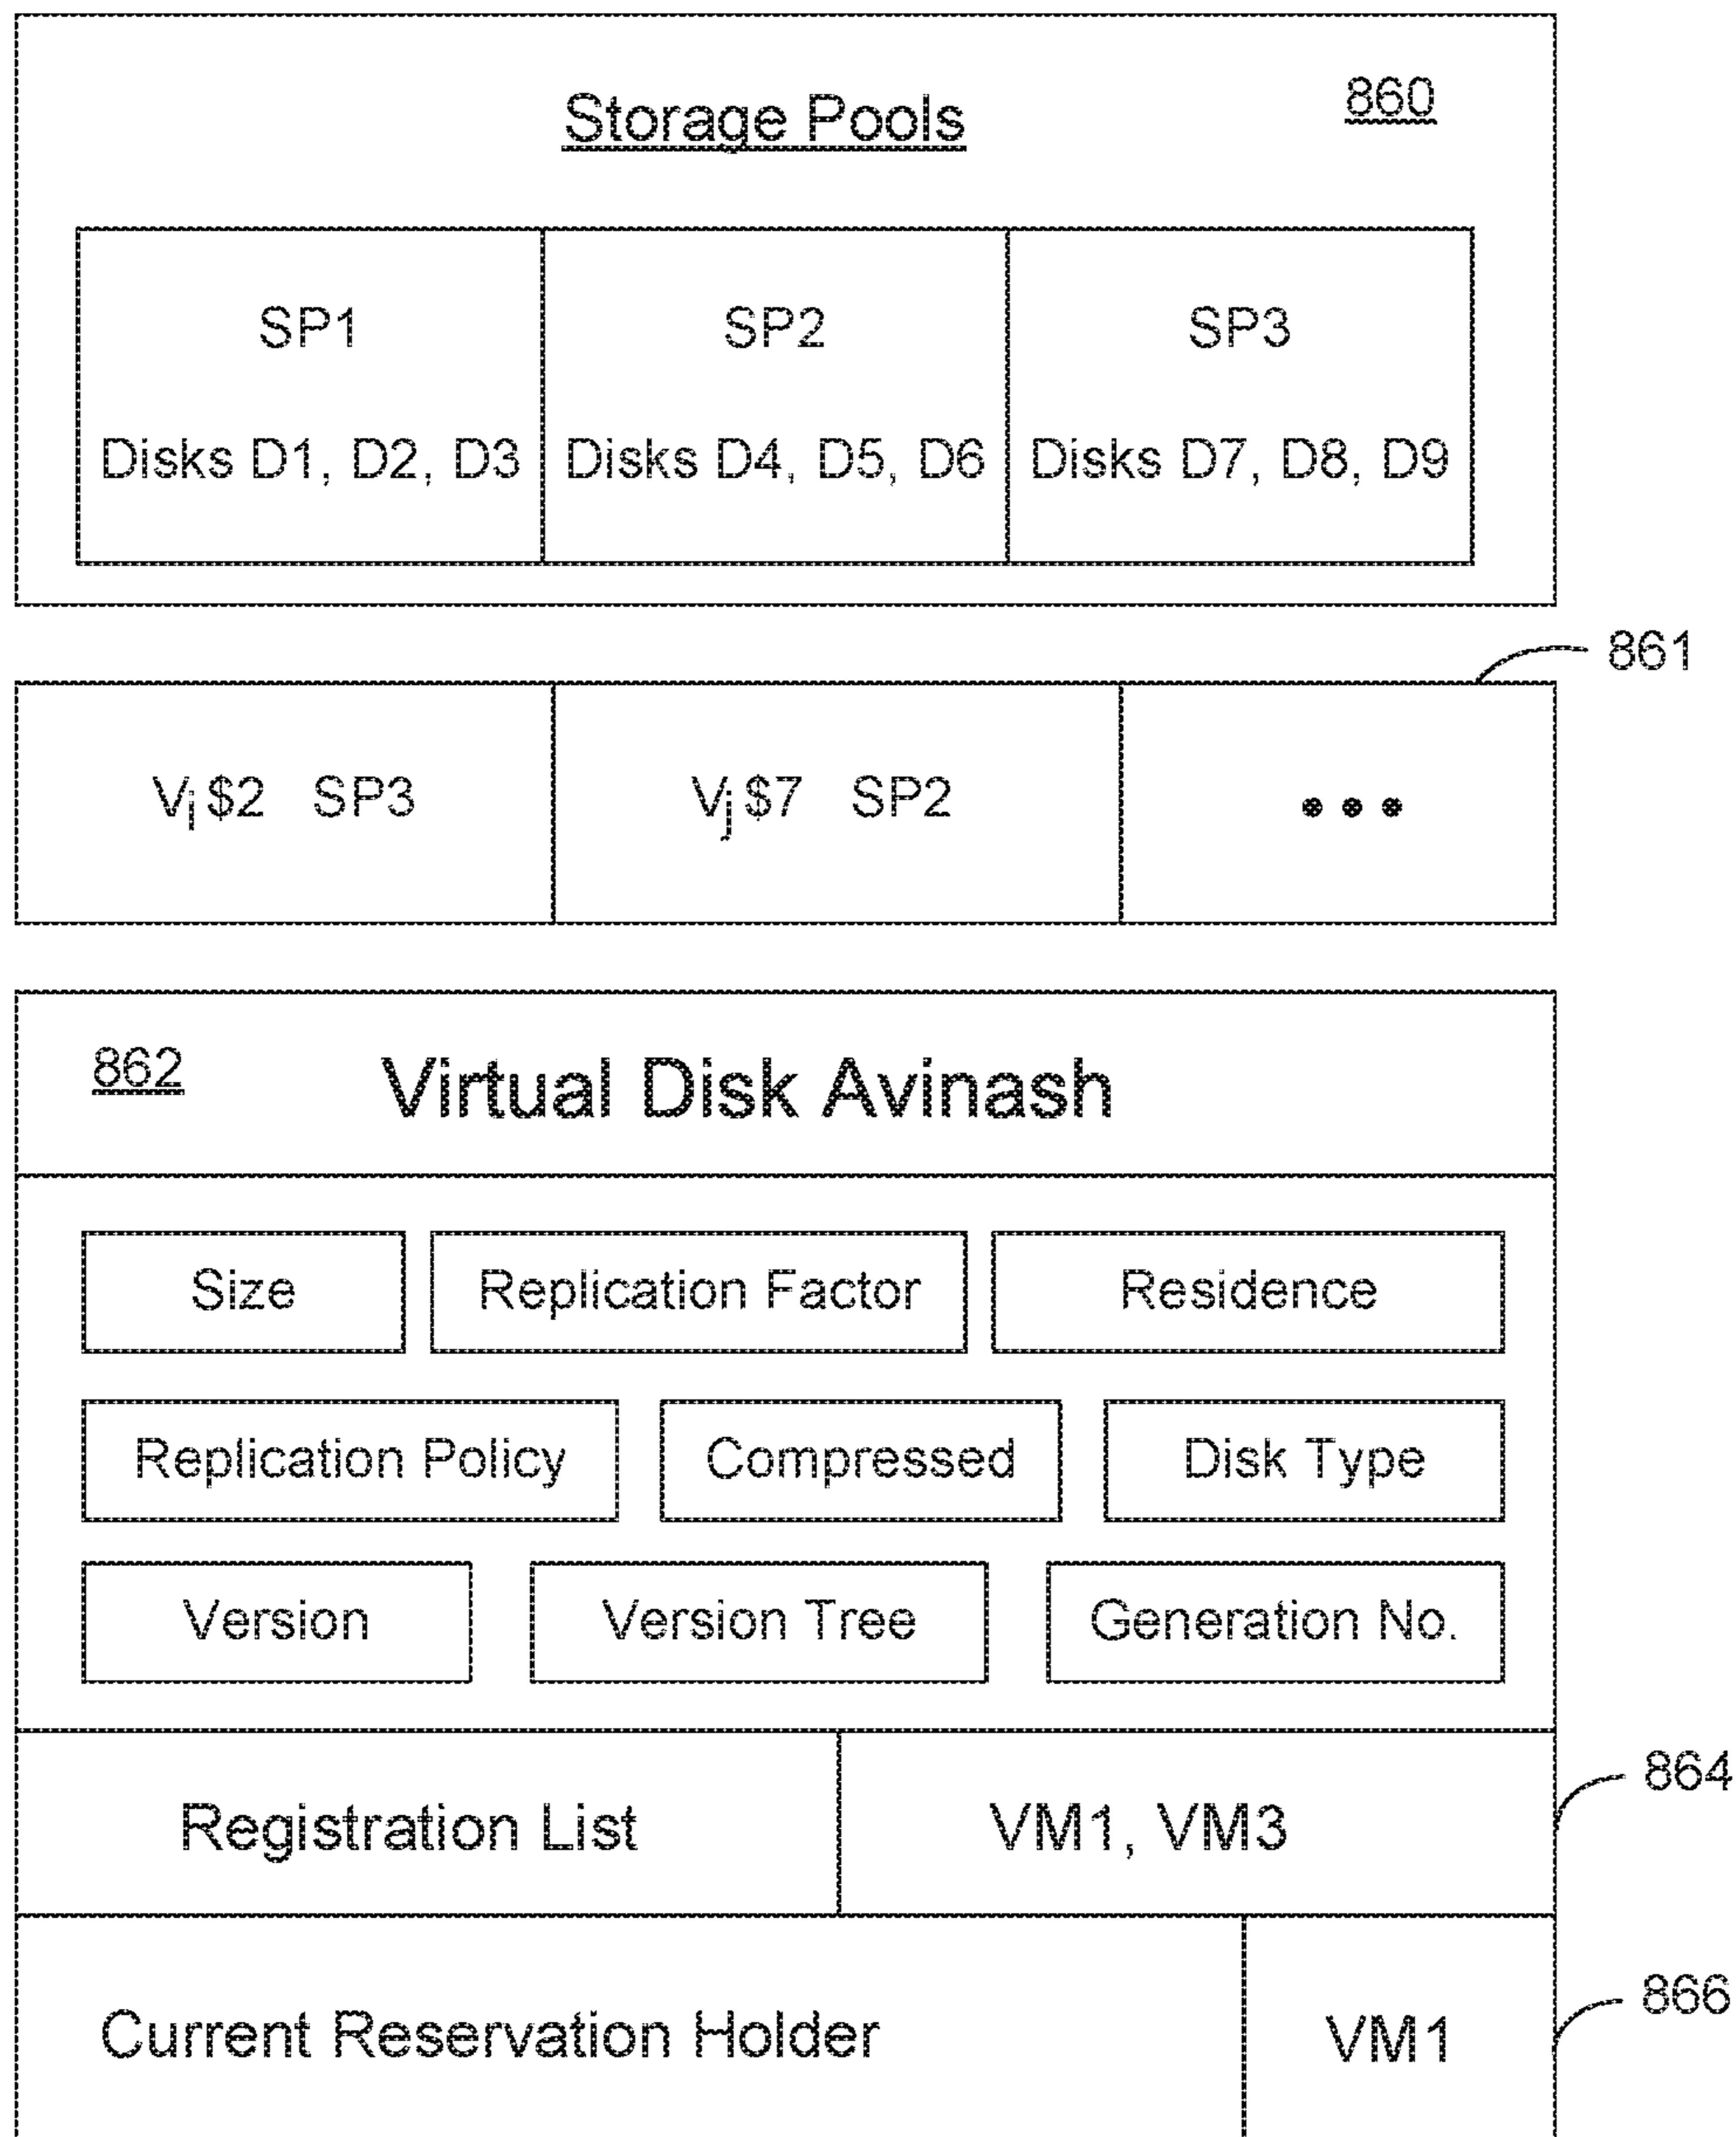 860
Storage Pools
SP1 SP2 SP3
Disks D1, D2, D3 Disks D4, D5, D6 Disks D7, D8, D9
861
Vi$2 SP3 Vj$7 SP2 •••
862 Virtual Disk Avinash
Size Replication Factor Residence
Replication Policy Compressed Disk Type
Version Version Tree Generation No.
864
Registration List VM1, VM3
866
Current Reservation Holder VM1